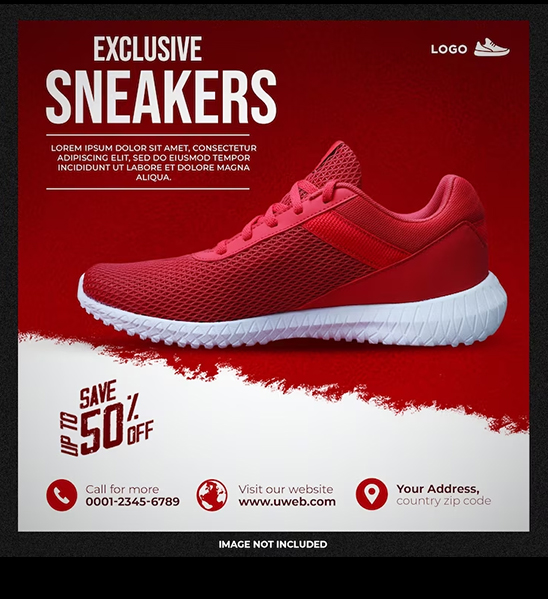 EXCLUSIVE
LOGO
SNEAKERS
LOREM IPSUM DOLOR SIT AMET, CONSECTETUR
ADIPISCING ELIT, SED DO EIUSMOD TEMPOR
INCIDIDUNT UT LABORE ET DOLORE MAGNA
ALIQUA.
SAVE
UP TO 50% OFF
Call for more
0001-2345-6789
Visit our website
www.uweb.com
Your Address,
country zip code
IMAGE NOT INCLUDED